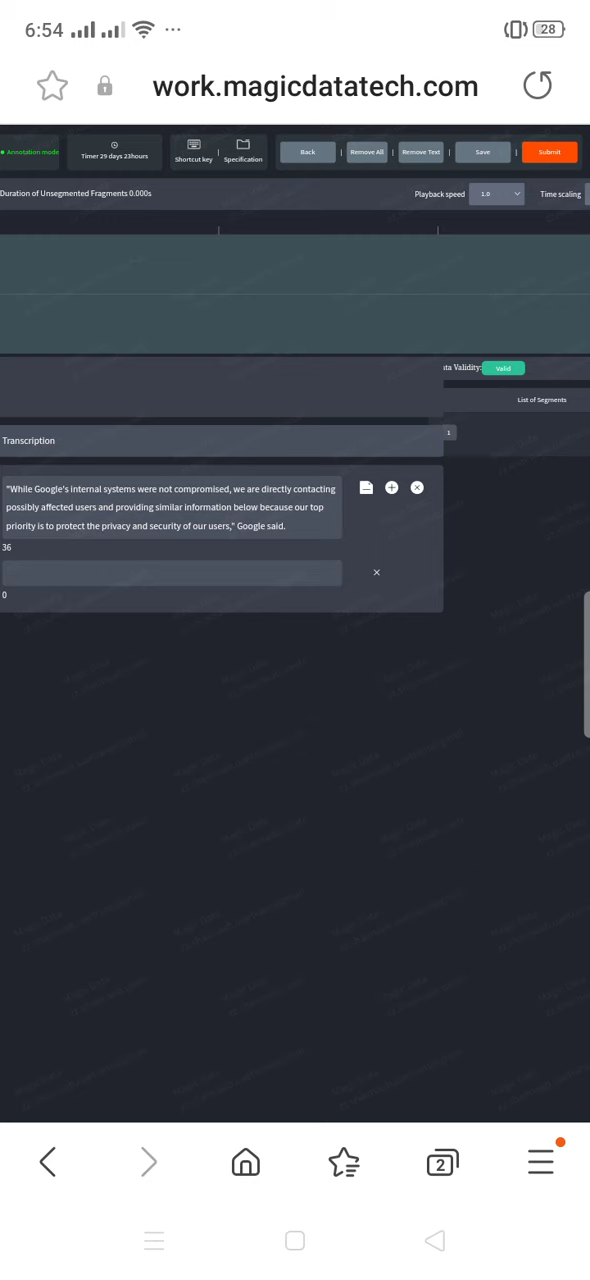 6:54
28
work.magicdatatech.com
Annotation mode
Timer 29 days 23hours
Shortcut key | Specification
Back | Remove All | Remove Text | Save | Submit
Duration of Unsegmented Fragments 0.000s
Playback speed 1.0 Time scaling
ta Validity: Valid
List of Segments
1
Transcription
"While Google's internal systems were not compromised, we are directly contacting
possibly affected users and providing similar information below because our top
priority is to protect the privacy and security of our users," Google said.
36
0
Magic Data
2